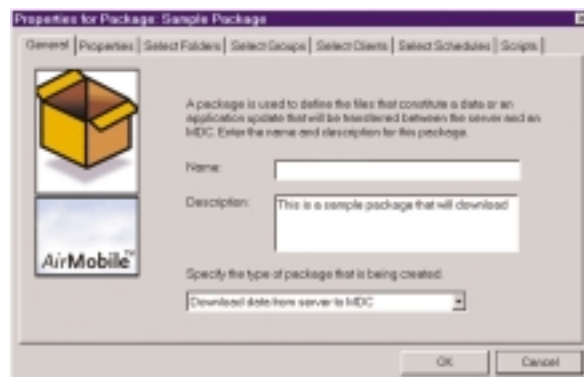 Properties for Package: Sample Package
General Properties Select Folders Select Groups Select Clients Select Schedules Scripts
A package is used to define the files that constitute a data or an
application update that will be transferred between the server and an
MDC. Enter the name and description for this package.
Name:
Description: This is a sample package that will download
AirMobile™
Specify the type of package that is being created.
Download data from server to MDC
OK Cancel